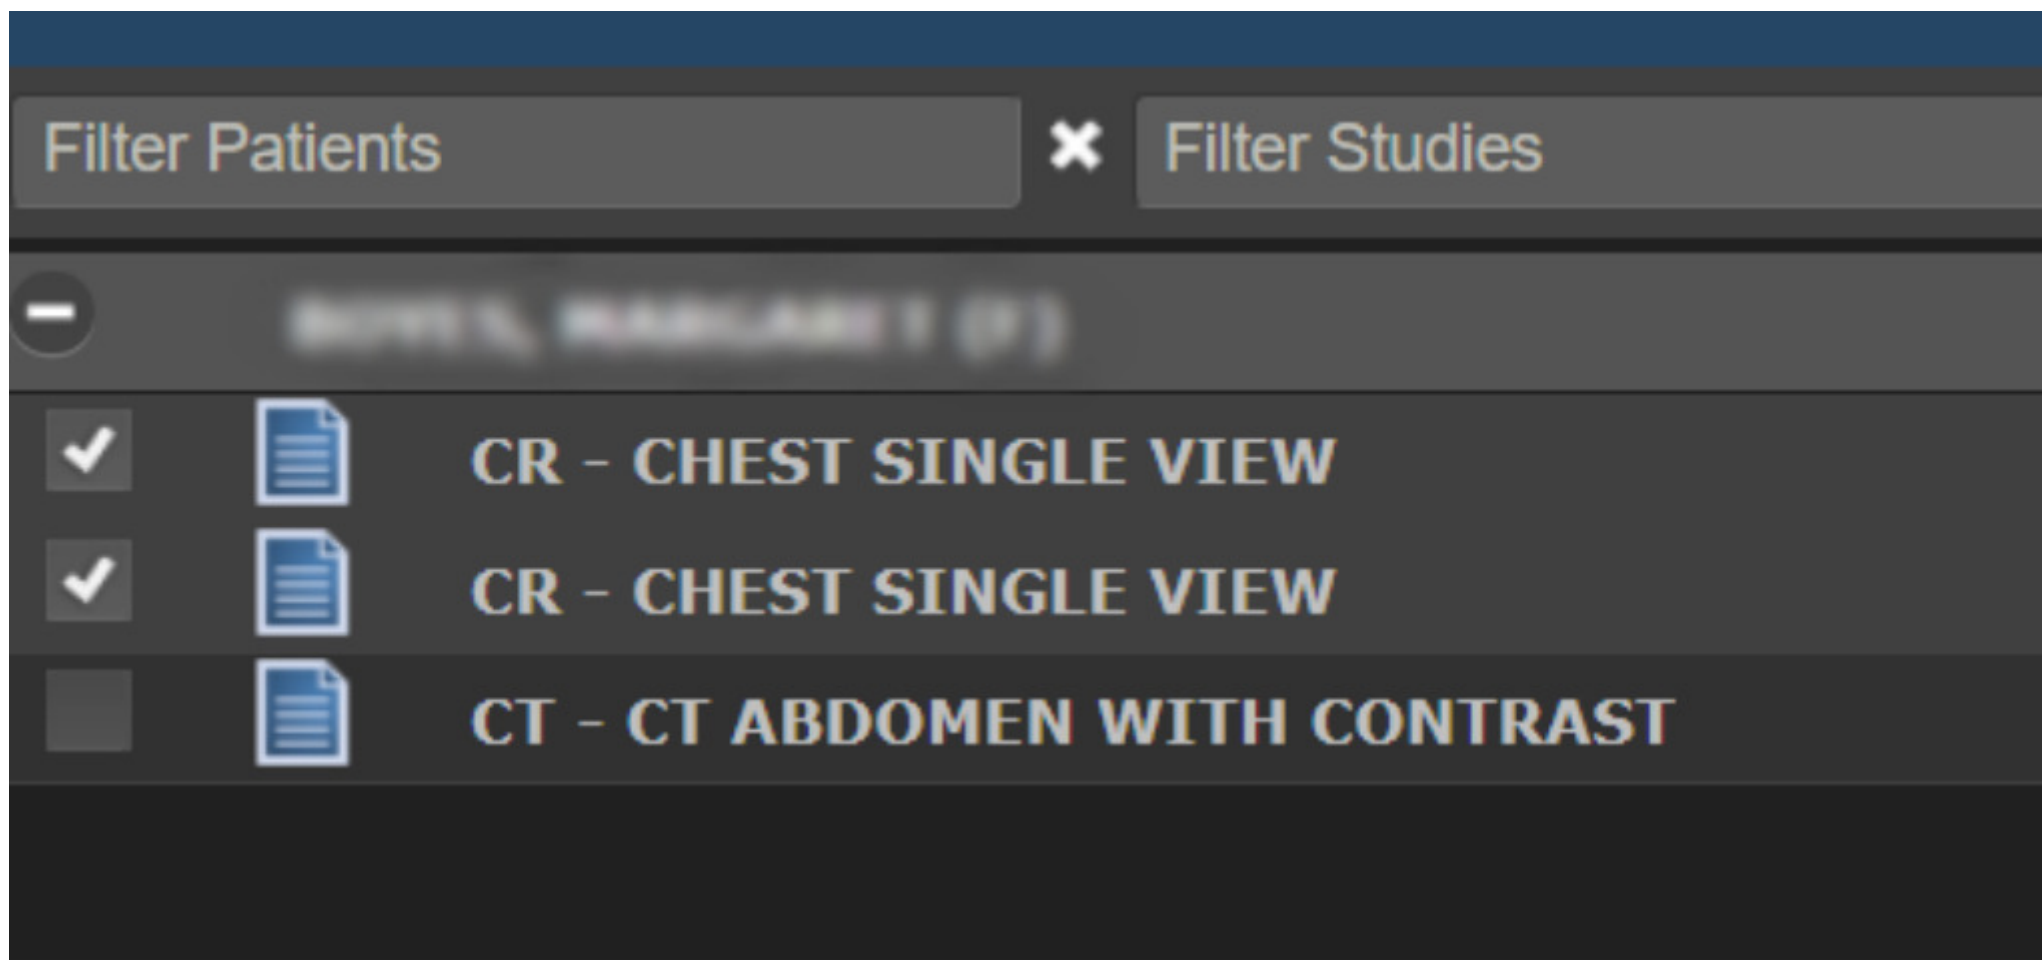 Filter Patients
Filter Studies
CR - CHEST SINGLE VIEW
CR - CHEST SINGLE VIEW
CT - CT ABDOMEN WITH CONTRAST